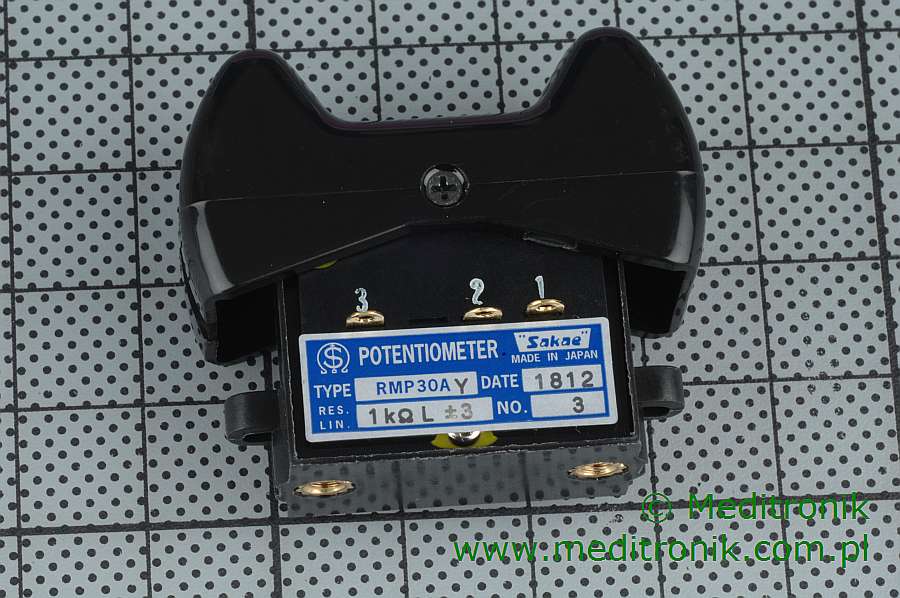 3 2 1
POTENTIOMETER "Sakae"
MADE IN JAPAN
TYPE RMP30A Y DATE 1812
RES. LIN. 1kΩ L ±3 NO. 3
© Meditronik
www.meditronik.com.pl